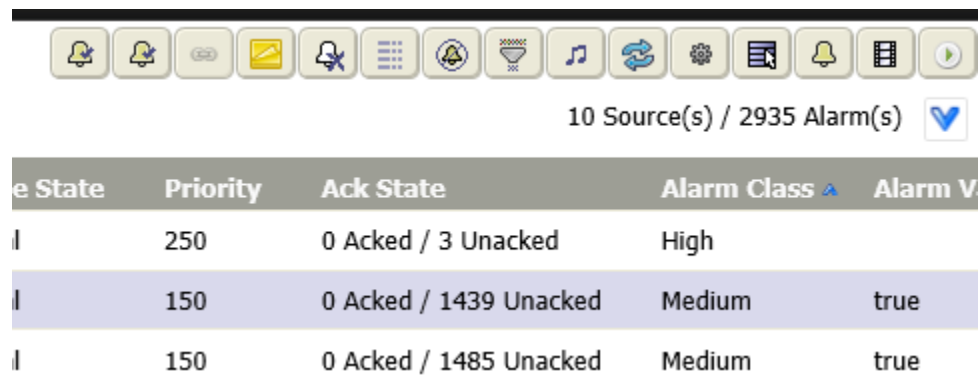 10 Source(s) / 2935 Alarm(s)
e State Priority Ack State Alarm Class Alarm V
250 0 Acked / 3 Unacked High
150 0 Acked / 1439 Unacked Medium true
150 0 Acked / 1485 Unacked Medium true